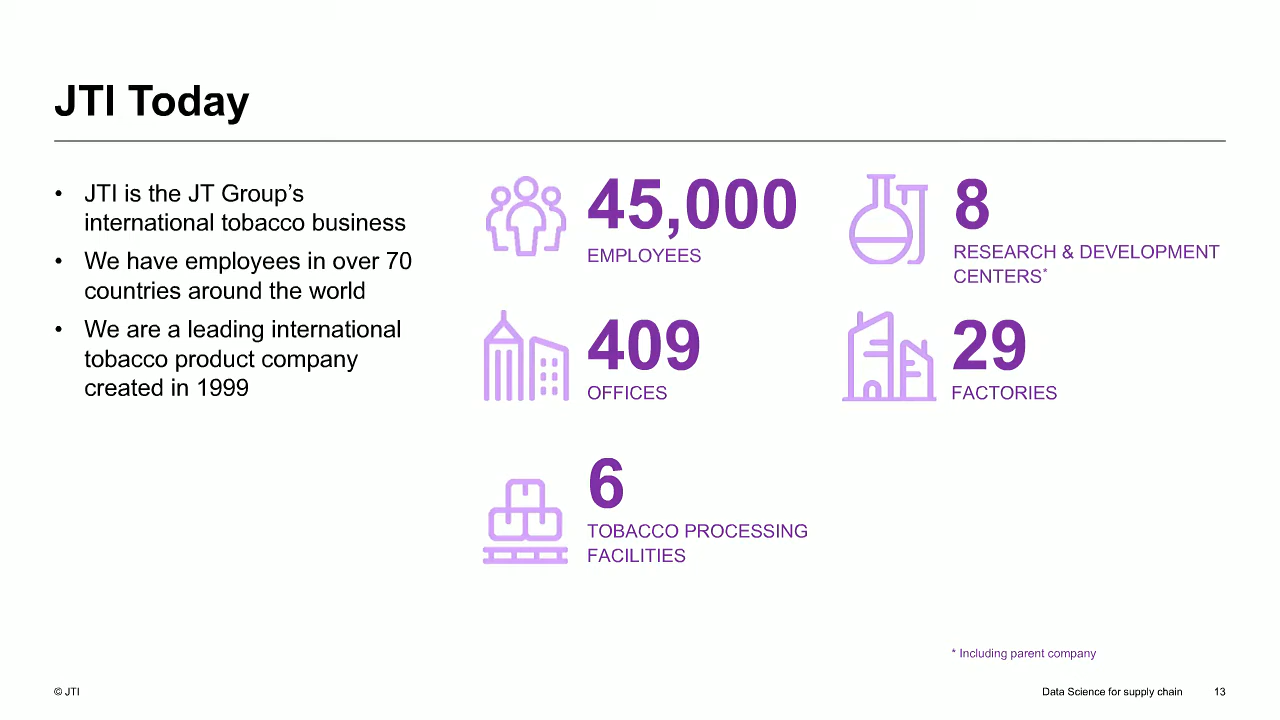 JTI Today
• JTI is the JT Group’s
international tobacco business
• We have employees in over 70
countries around the world
• We are a leading international
tobacco product company
created in 1999
45,000
EMPLOYEES
8
RESEARCH & DEVELOPMENT
CENTERS*
409
OFFICES
29
FACTORIES
6
TOBACCO PROCESSING
FACILITIES
* Including parent company
© JTI
Data Science for supply chain
13